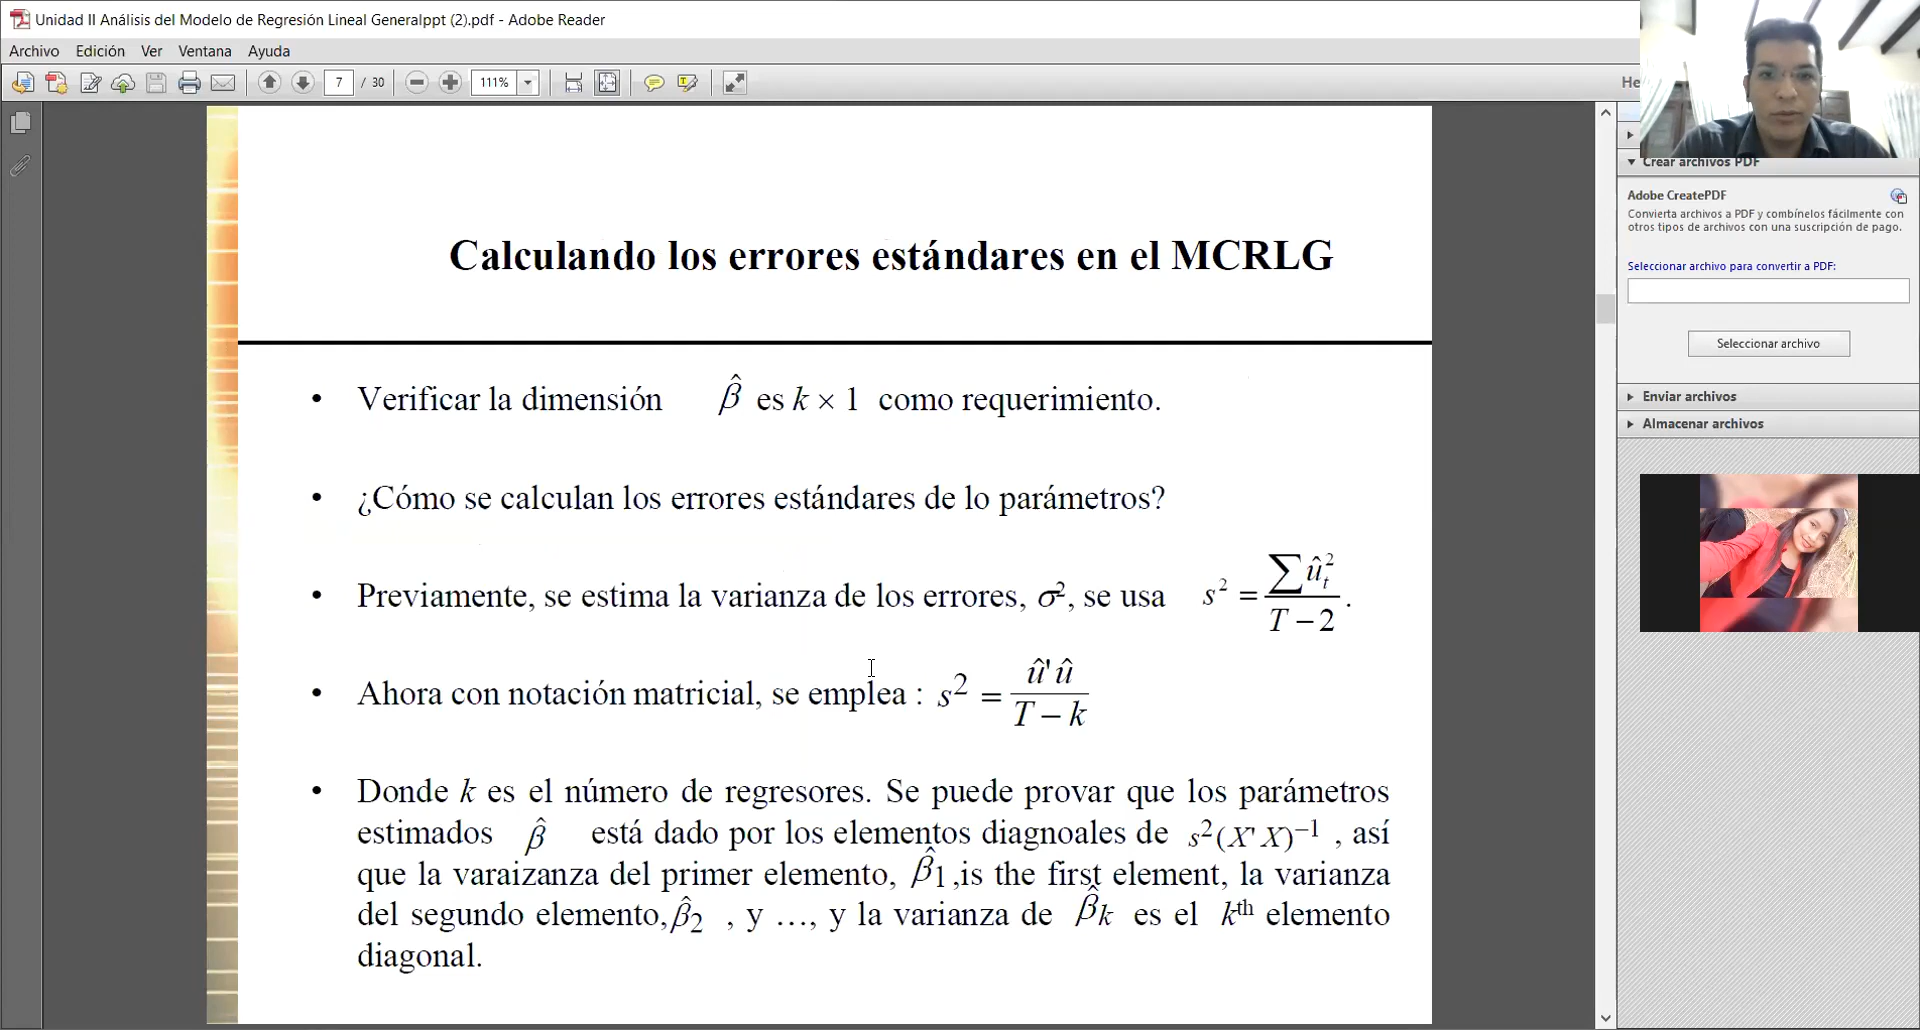 Unidad II Análisis del Modelo de Regresión Lineal Generalppt (2).pdf - Adobe Reader
Archivo Edición Ver Ventana Ayuda
7 / 30 111%
Crear archivos PDF
Adobe CreatePDF
Convierta archivos a PDF y combínelos fácilmente con
otros tipos de archivos con una suscripción de pago.
Seleccionar archivo para convertir a PDF:
Seleccionar archivo
Enviar archivos
Almacenar archivos
Calculando los errores estándares en el MCRLG
• Verificar la dimensión β̂ es k × 1 como requerimiento.
• ¿Cómo se calculan los errores estándares de lo parámetros?
• Previamente, se estima la varianza de los errores, σ², se usa s² = ∑û²ₜ / T − 2 .
• Ahora con notación matricial, se emplea : s² = û'û / T − k
• Donde k es el número de regresores. Se puede provar que los parámetros
estimados β̂ está dado por los elementos diagnoales de s²(X'X)⁻¹ , así
que la varaizanza del primer elemento, β̂1 ,is the first element, la varianza
del segundo elemento, β̂2 , y …, y la varianza de β̂k es el kth elemento
diagonal.